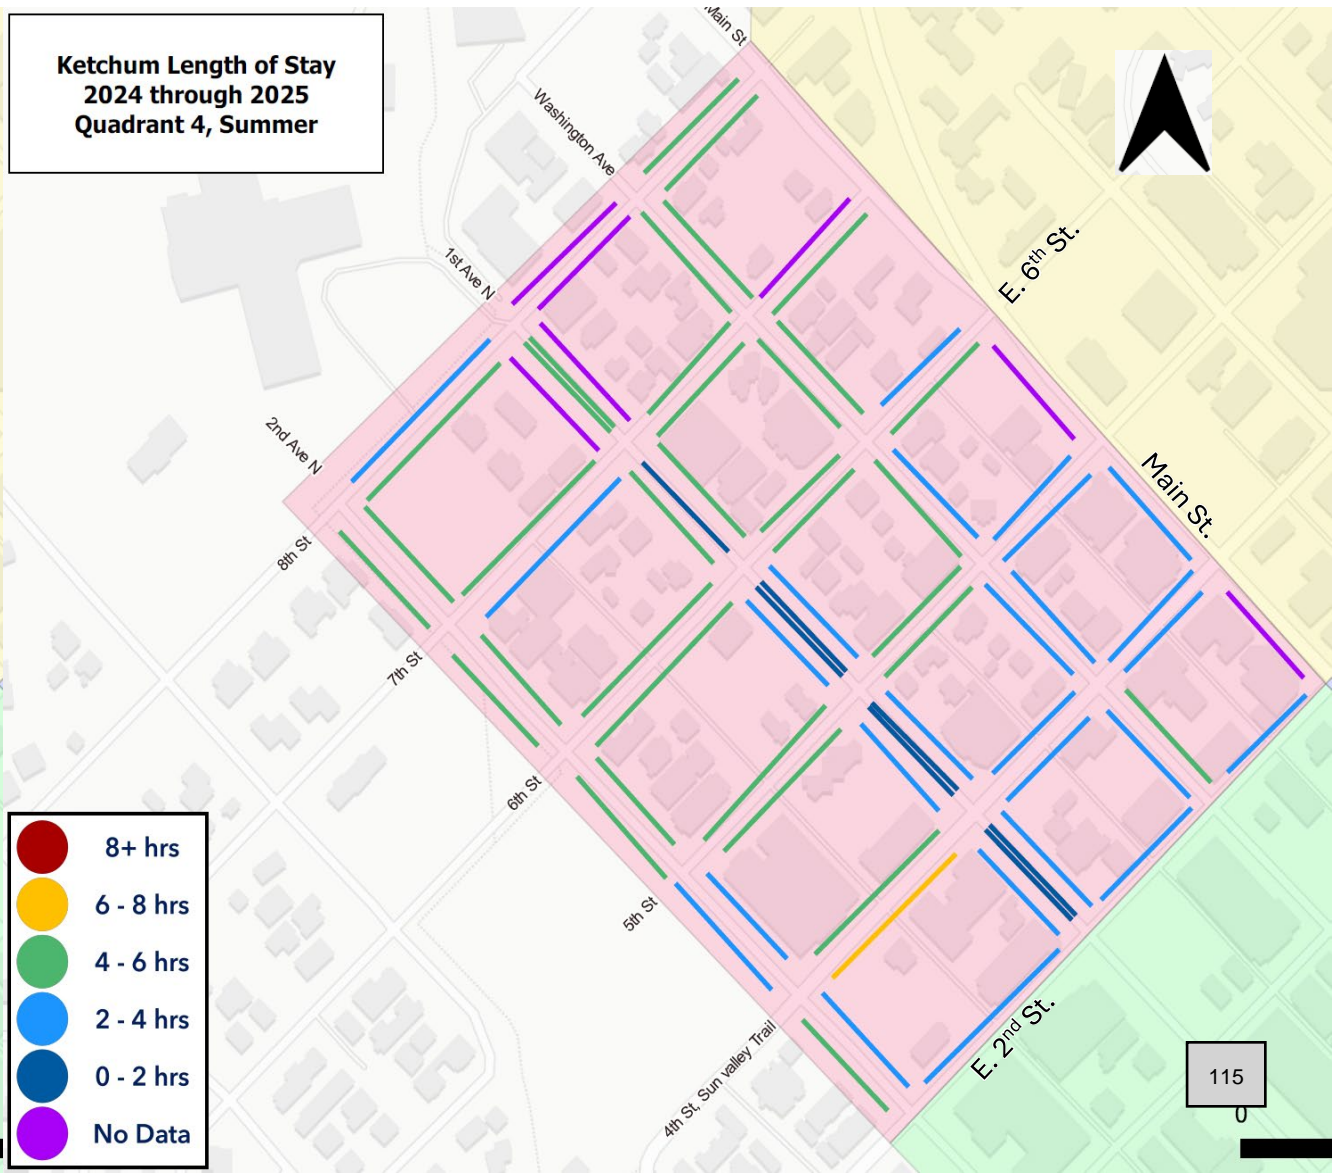 Ketchum Length of Stay
2024 through 2025
Quadrant 4, Summer
Main St
Washington Ave
1st Ave N
2nd Ave N
E. 6th St.
Main St.
8th St
7th St
6th St
5th St
4th St, Sun valley Trail
E. 2nd St.
8+ hrs
6 - 8 hrs
4 - 6 hrs
2 - 4 hrs
0 - 2 hrs
No Data
115
0